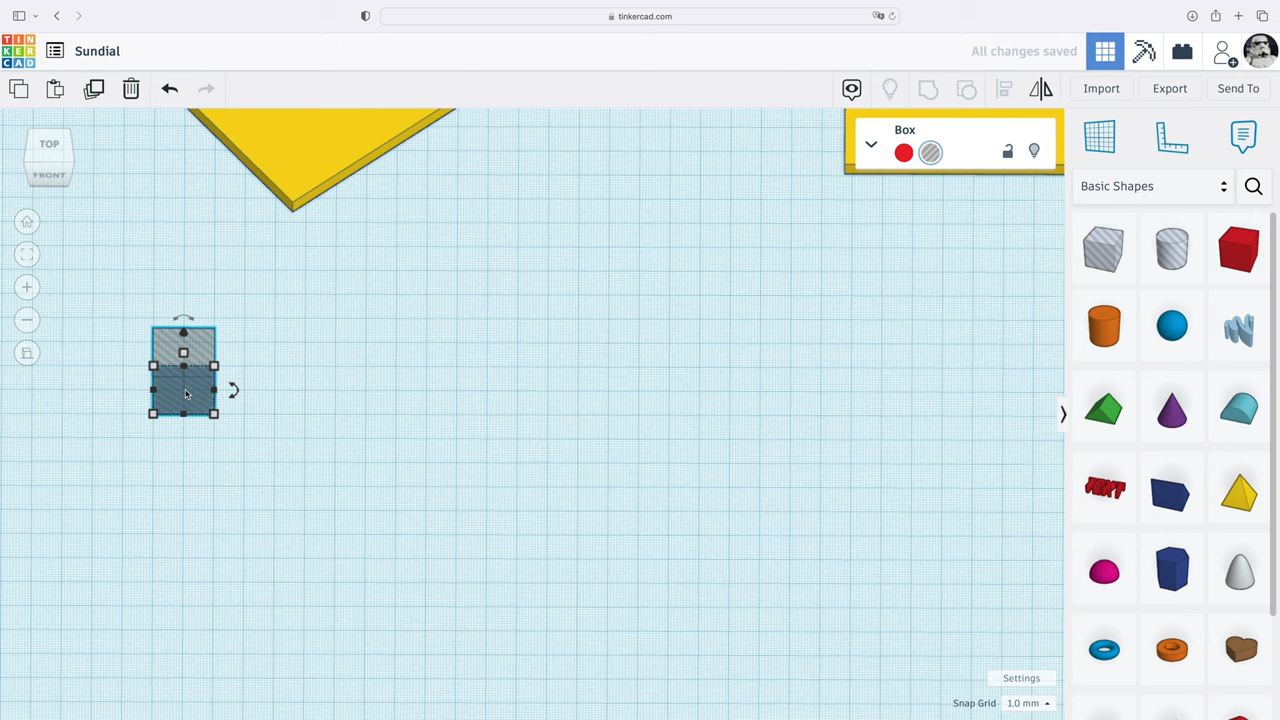 tinkercad.com
TIN
KER
CAD
Sundial
All changes saved
Import
Export
Send To
TOP
FRONT
Box
Basic Shapes
TEXT
Settings
Snap Grid 1.0 mm